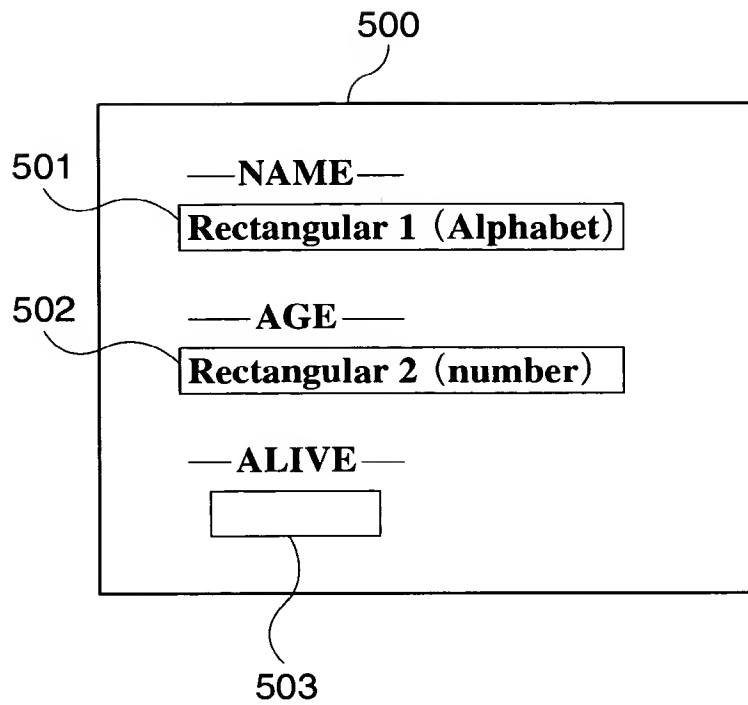 500
501
—NAME—
Rectangular 1 (Alphabet)
502
— AGE —
Rectangular 2 (number)
— ALIVE —
503